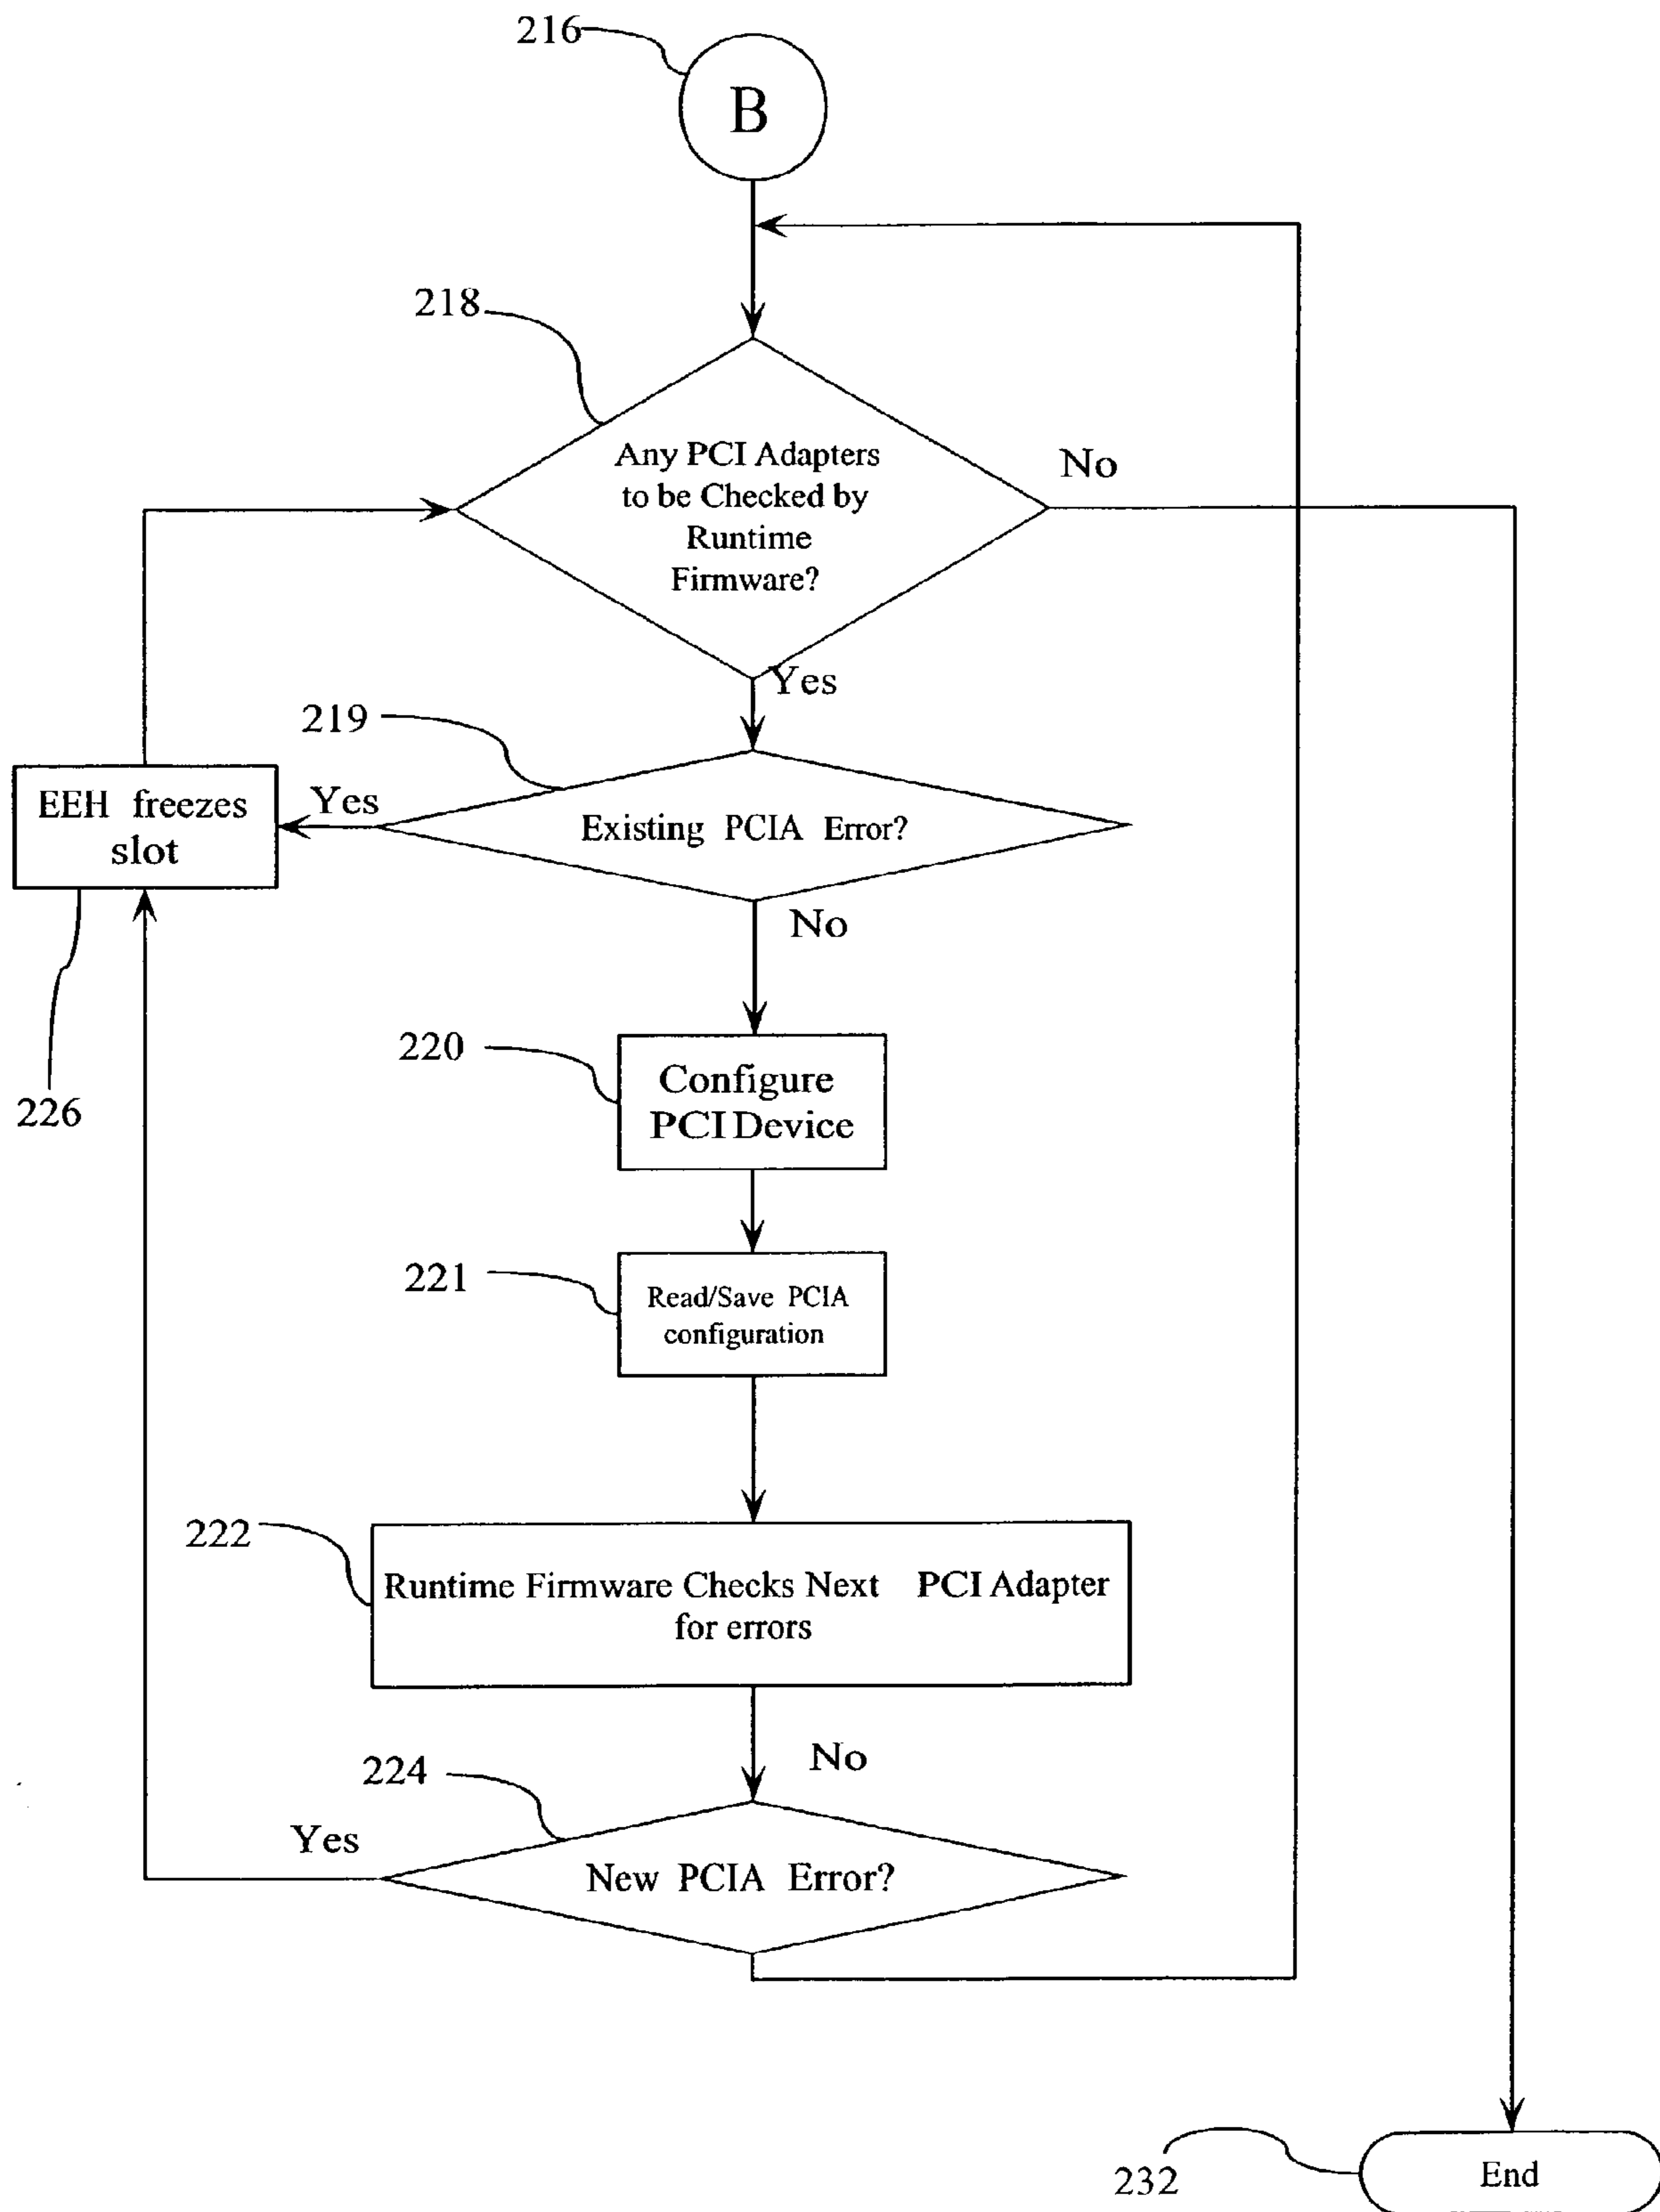 216
B
218
Any PCI Adapters
to be Checked by
Runtime
Firmware?
No
Yes
219
EEH freezes
slot
Yes
Existing PCIA Error?
No
226
220
Configure
PCI Device
221
Read/Save PCIA
configuration
222
Runtime Firmware Checks Next PCI Adapter
for errors
No
224
Yes
New PCIA Error?
232
End